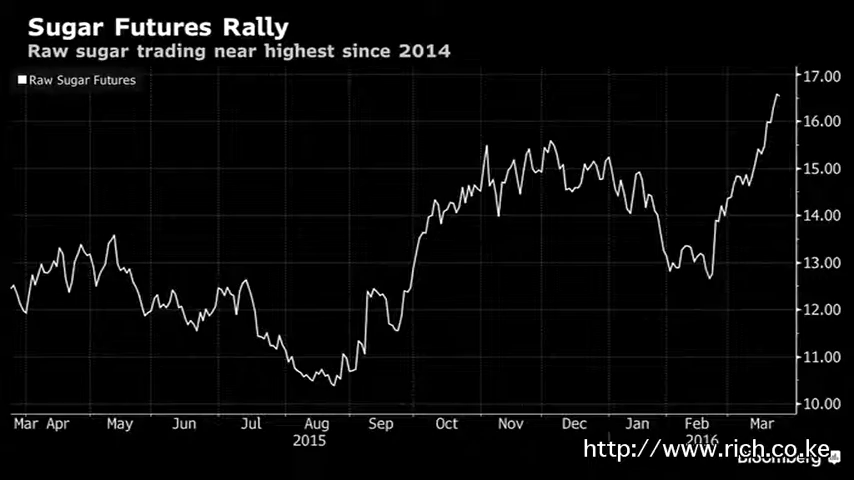 Sugar Futures Rally
Raw sugar trading near highest since 2014
Raw Sugar Futures
17.00
16.00
15.00
14.00
13.00
12.00
11.00
10.00
Mar Apr May Jun Jul Aug Sep Oct Nov Dec Jan Feb Mar
2015 2016
http://www.rich.co.ke
Bloomberg